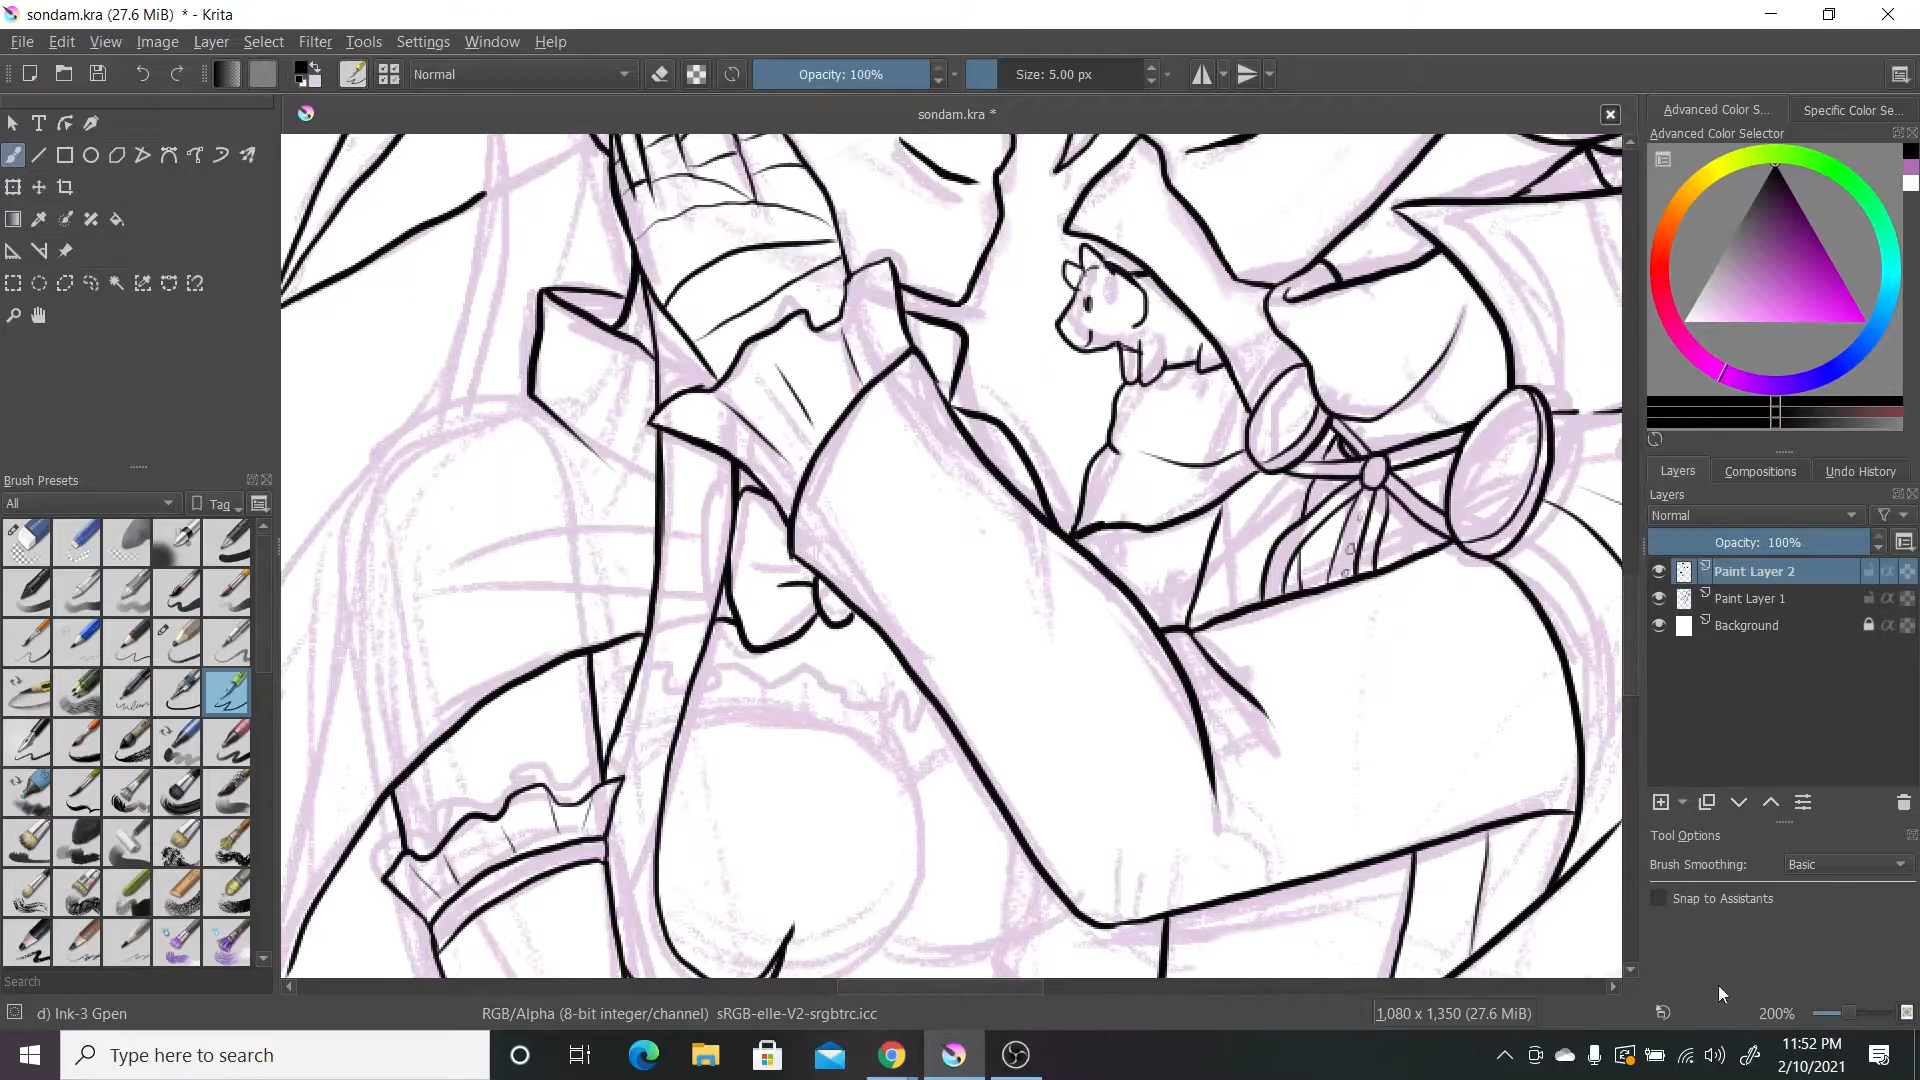 sondam.kra (27.6 MiB) * - Krita
File Edit View Image Layer Select Filter Tools Settings Window Help
Normal
Opacity: 100%
Size: 5.00 px
sondam.kra *
Advanced Color S...
Specific Color Se...
Advanced Color Selector
Brush Presets
All
Tag
Layers
Compositions
Undo History
Layers
Normal
Opacity: 100%
Paint Layer 2
Paint Layer 1
Background
Tool Options
Brush Smoothing:
Basic
Snap to Assistants
Search
d) Ink-3 Gpen
RGB/Alpha (8-bit integer/channel) sRGB-elle-V2-srgbtrc.icc
1,080 x 1,350 (27.6 MiB)
200%
Type here to search
11:52 PM
2/10/2021